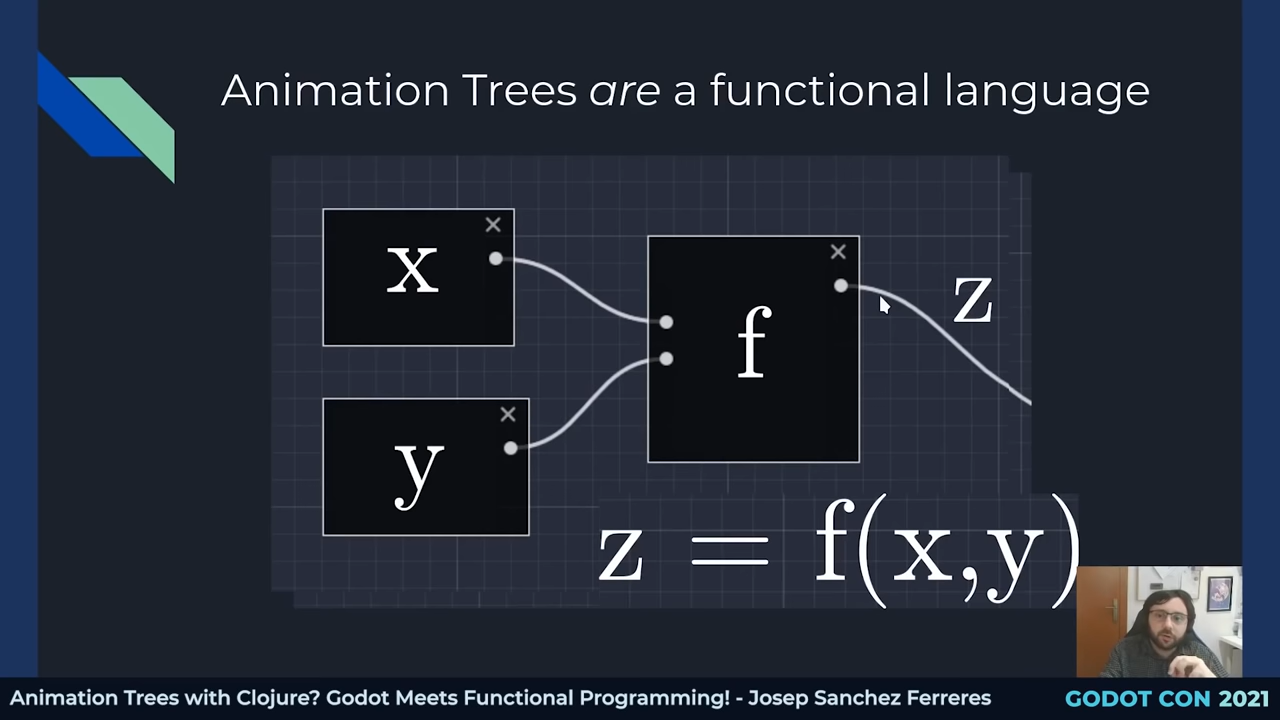 Animation Trees are a functional language
x
f
z
y
z = f(x,y)
Animation Trees with Clojure? Godot Meets Functional Programming! - Josep Sanchez Ferreres
GODOT CON 2021